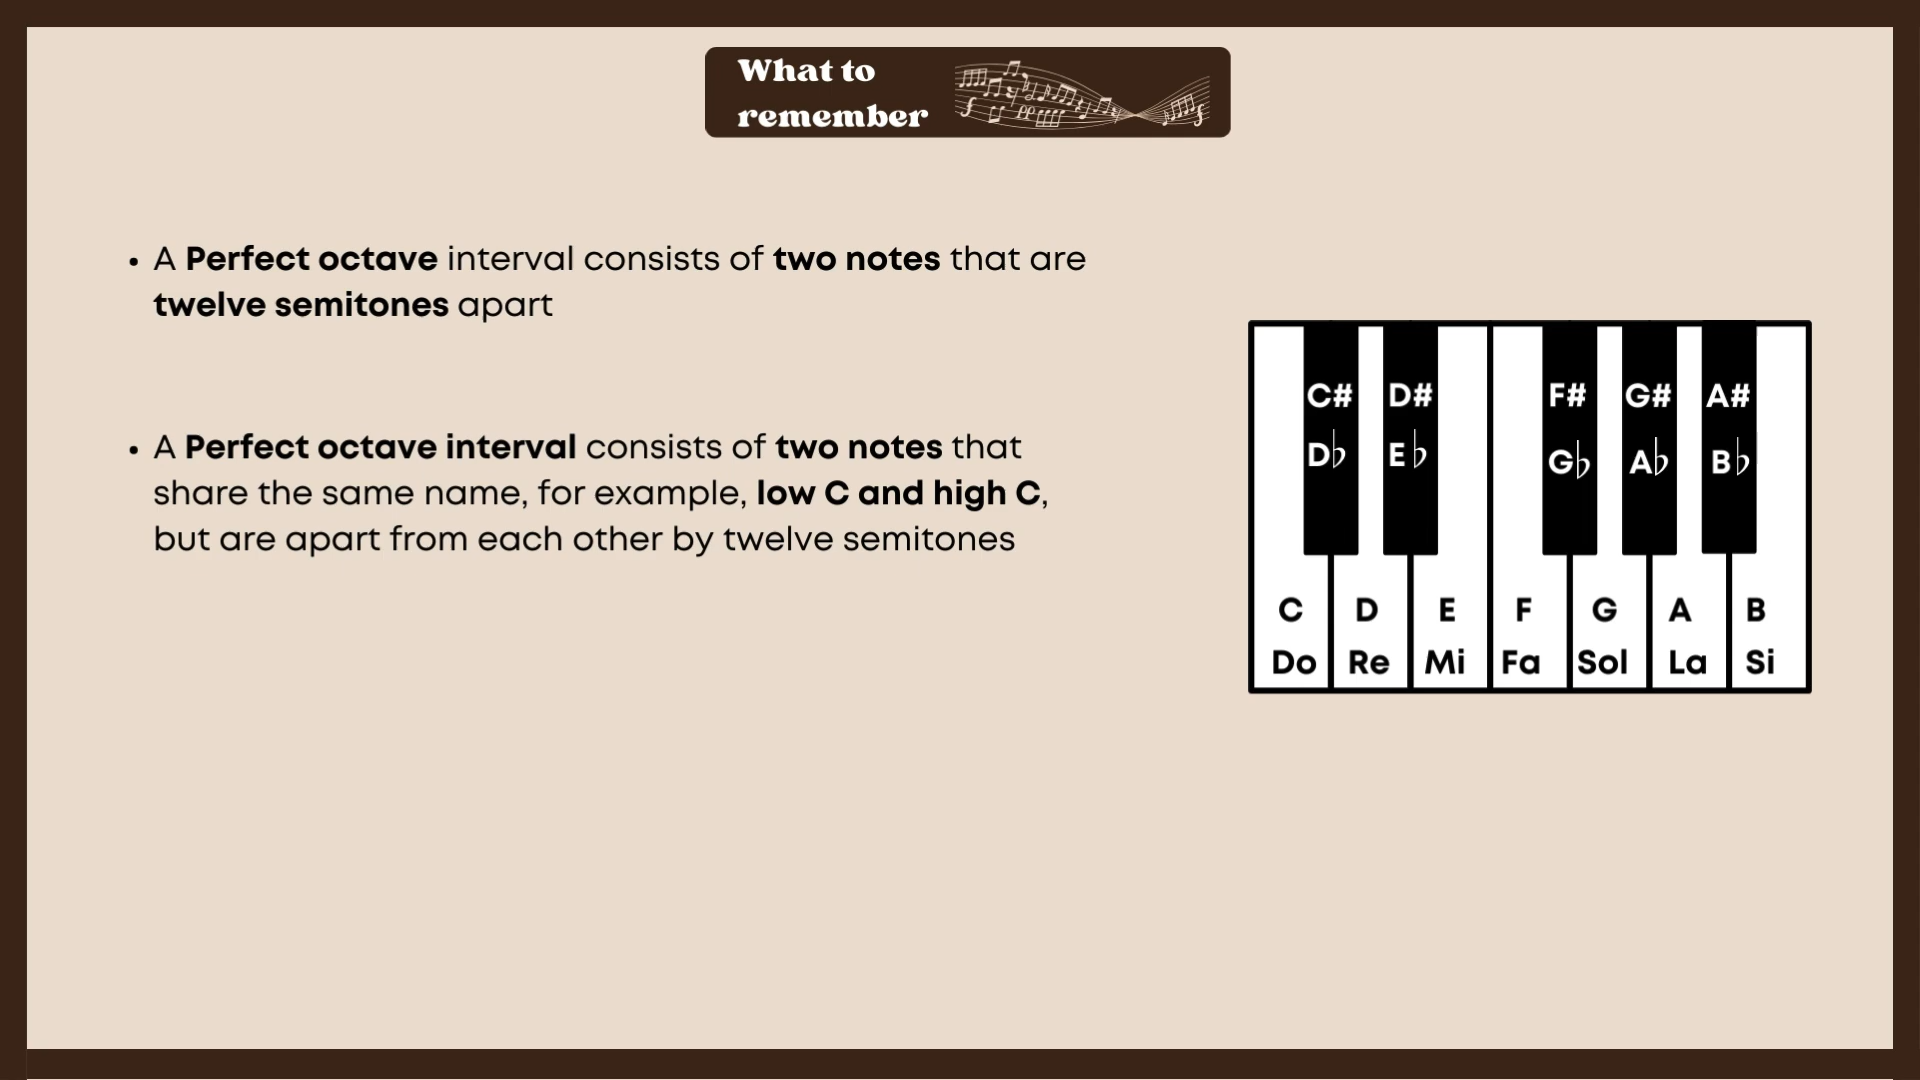 What to
remember
• A Perfect octave interval consists of two notes that are
twelve semitones apart
• A Perfect octave interval consists of two notes that
share the same name, for example, low C and high C,
but are apart from each other by twelve semitones
C# D# F# G# A#
D♭ E♭ G♭ A♭ B♭
C D E F G A B
Do Re Mi Fa Sol La Si